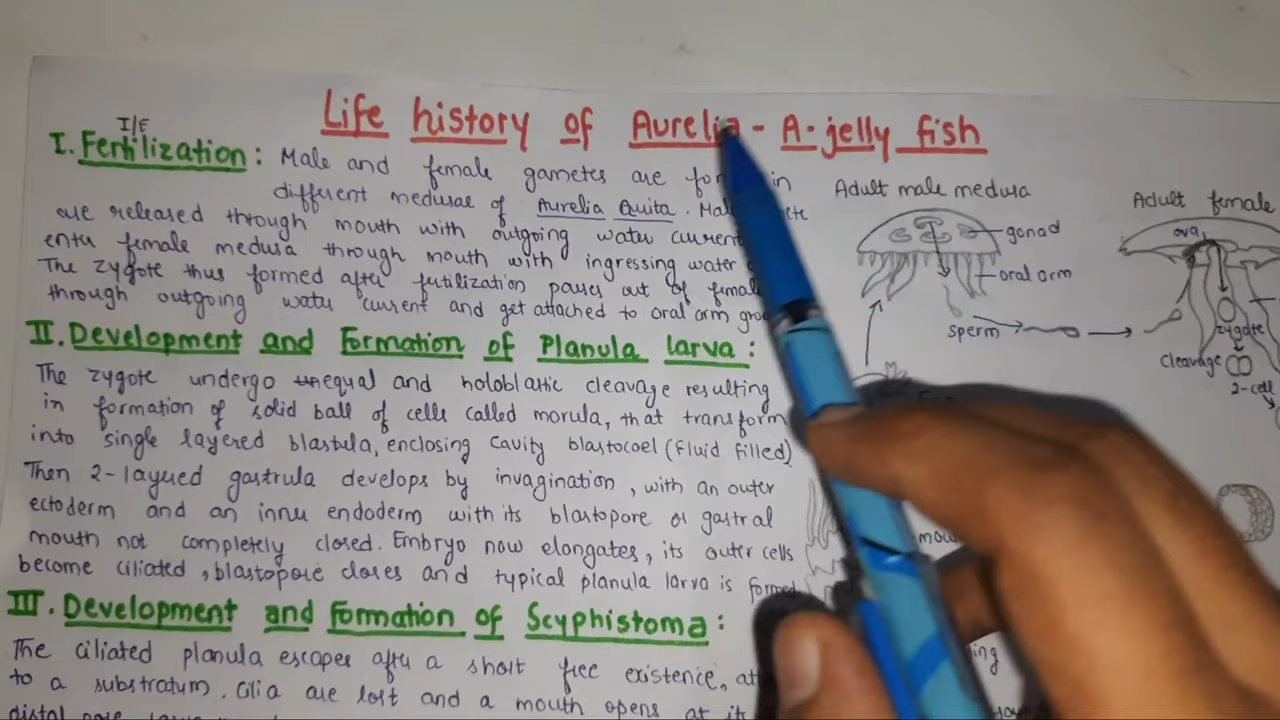 Life history of Aurelia - A - jelly fish
I/E
I. Fertilization : Male and female gametes are in
different medusae of Aurelia Aurita.
are released through mouth with outgoing water current
enter female medusa through mouth with ingressing water
The zygote thus formed after fertilization passes out of female
through outgoing water current and get attached to oral arm
II. Development and Formation of Planula larva :
The zygote undergo unequal and holoblatic cleavage resulting
in formation of solid ball of cells called morula, that transform
into single layered blastula, enclosing cavity blastocoel (Fluid filled)
Then 2-layered gastrula develops by invagination, with an outer
ectoderm and an inner endoderm with its blastopore or gastral
mouth not completely closed. Embryo now elongates, its outer cells
become ciliated, blastopore closes and typical planula larva is formed
III. Development and Formation of Scyphistoma :
The ciliated planula escapes after a short free existence,
to a substratum. Cilia are lost and a mouth opens at
distal
Adult male medusa
gonad
oral arm
sperm
Adult female
ova
zygote
Cleavage
2-cell